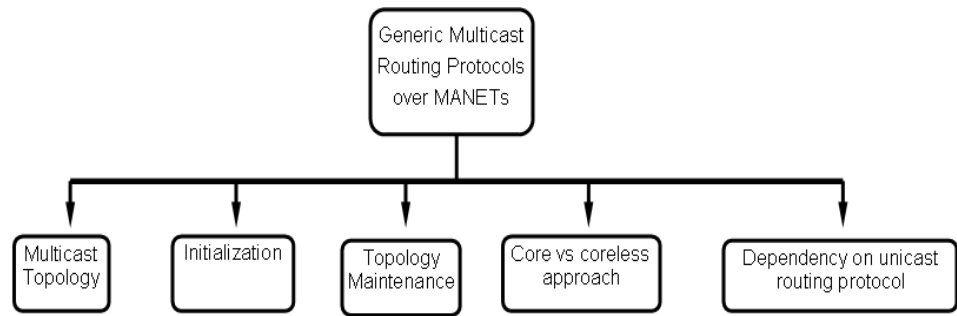 Generic Multicast
Routing Protocols
over MANETs
Multicast
Topology
Initialization
Topology
Maintenance
Core vs coreless
approach
Dependency on unicast
routing protocol